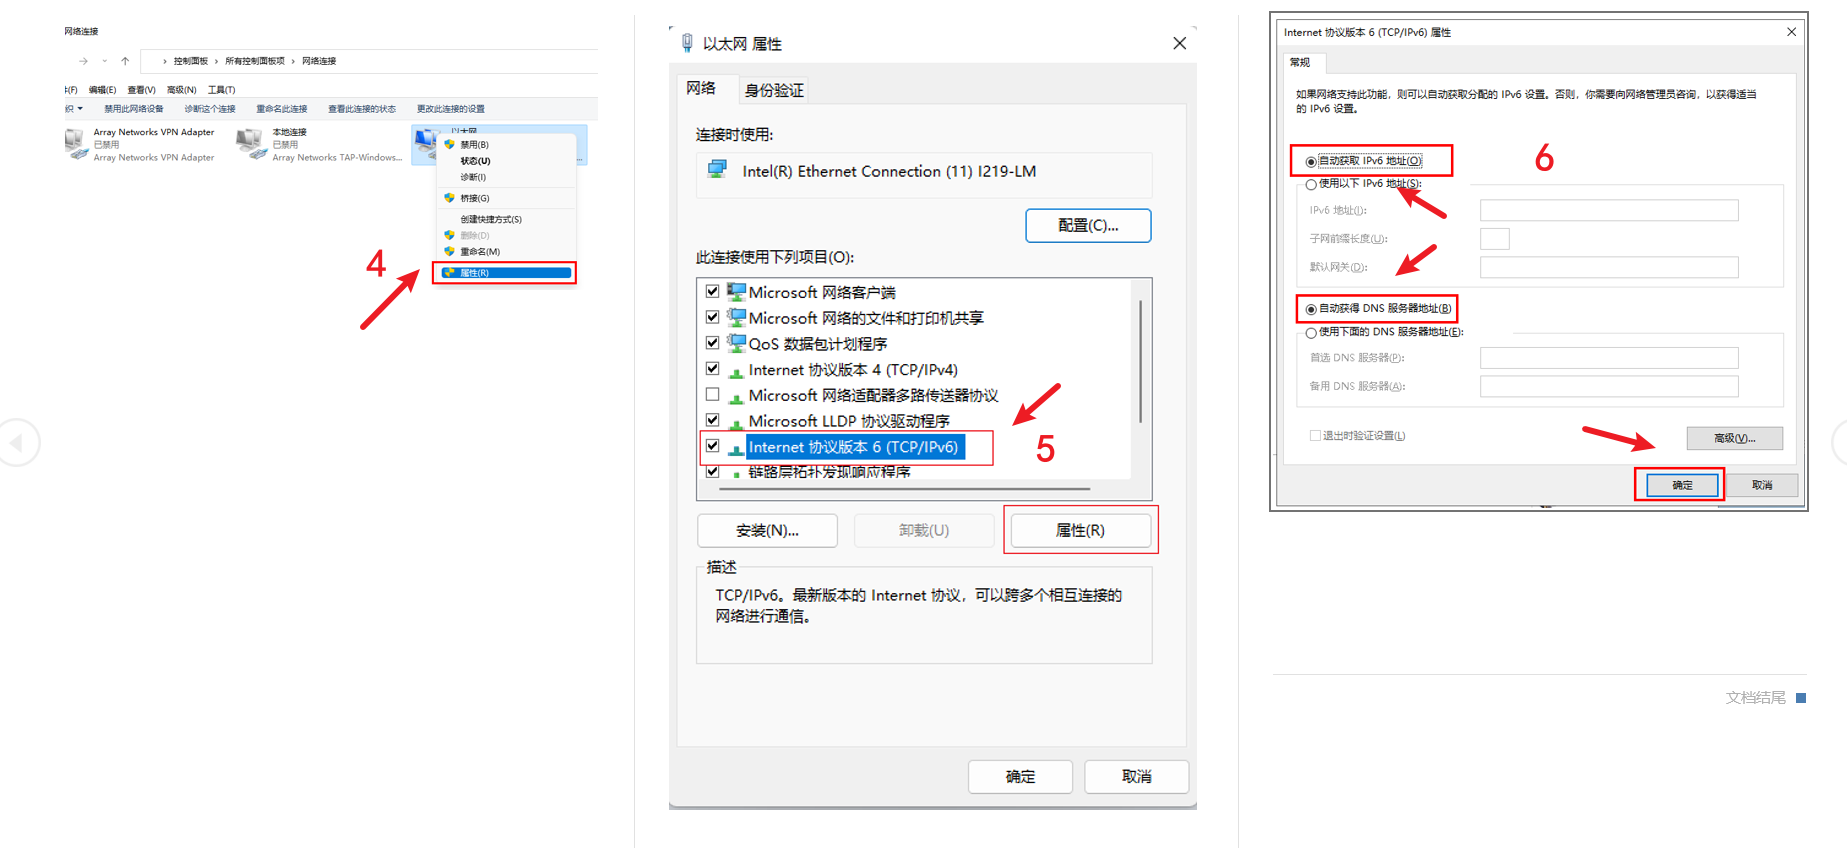 网络连接
控制面板 › 所有控制面板项 › 网络连接
编辑(E) 查看(V) 高级(N) 工具(T)
禁用此网络设备 诊断这个连接 重命名此连接 查看此连接的状态 更改此连接的设置
Array Networks VPN Adapter
已禁用
Array Networks VPN Adapter
本地连接
已禁用
Array Networks TAP-Windows...
以太网
禁用(B)
状态(U)
诊断(I)
桥接(G)
创建快捷方式(S)
删除(D)
重命名(M)
属性(R)
4
以太网 属性
网络 身份验证
连接时使用:
Intel(R) Ethernet Connection (11) I219-LM
配置(C)...
此连接使用下列项目(O):
Microsoft 网络客户端
Microsoft 网络的文件和打印机共享
QoS 数据包计划程序
Internet 协议版本 4 (TCP/IPv4)
Microsoft 网络适配器多路传送器协议
Microsoft LLDP 协议驱动程序
Internet 协议版本 6 (TCP/IPv6)
链路层拓扑发现响应程序
5
安装(N)... 卸载(U) 属性(R)
描述
TCP/IPv6。最新版本的 Internet 协议，可以跨多个相互连接的
网络进行通信。
确定 取消
Internet 协议版本 6 (TCP/IPv6) 属性
常规
如果网络支持此功能，则可以自动获取分配的 IPv6 设置。否则，你需要向网络管理员咨询，以获得适当
的 IPv6 设置。
自动获取 IPv6 地址(O)
6
使用以下 IPv6 地址(S):
IPv6 地址(I):
子网前缀长度(U):
默认网关(D):
自动获得 DNS 服务器地址(B)
使用下面的 DNS 服务器地址(E):
首选 DNS 服务器(P):
备用 DNS 服务器(A):
退出时验证设置(L)
高级(V)...
确定 取消
文档结尾